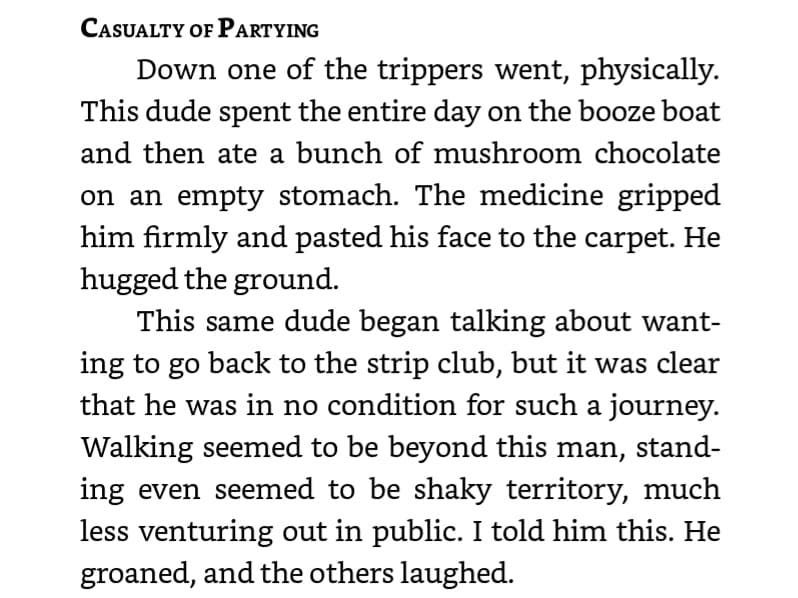 Casualty of Partying
Down one of the trippers went, physically.
This dude spent the entire day on the booze boat
and then ate a bunch of mushroom chocolate
on an empty stomach. The medicine gripped
him firmly and pasted his face to the carpet. He
hugged the ground.
This same dude began talking about want-
ing to go back to the strip club, but it was clear
that he was in no condition for such a journey.
Walking seemed to be beyond this man, stand-
ing even seemed to be shaky territory, much
less venturing out in public. I told him this. He
groaned, and the others laughed.